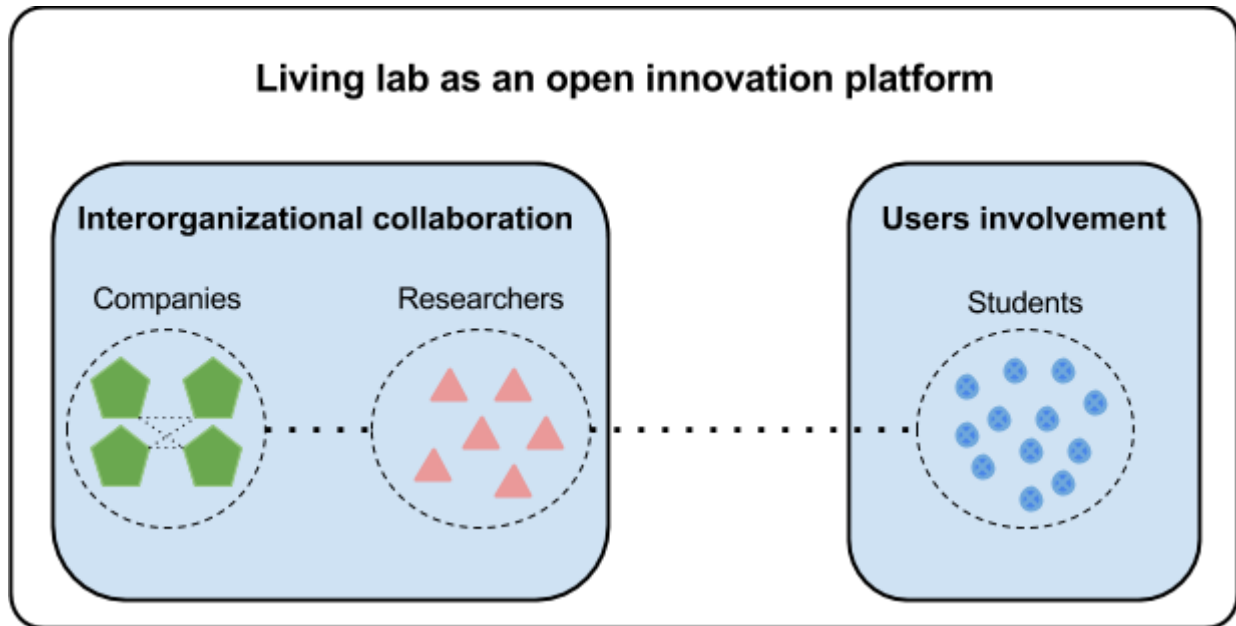 Living lab as an open innovation platform
Interorganizational collaboration
Users involvement
Companies
Researchers
Students